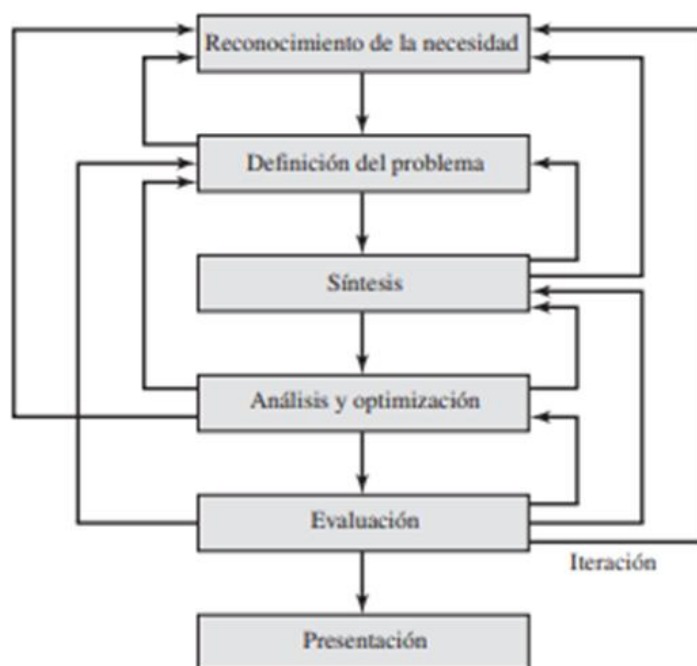 Reconocimiento de la necesidad
Definición del problema
Síntesis
Análisis y optimización
Evaluación
Iteración
Presentación